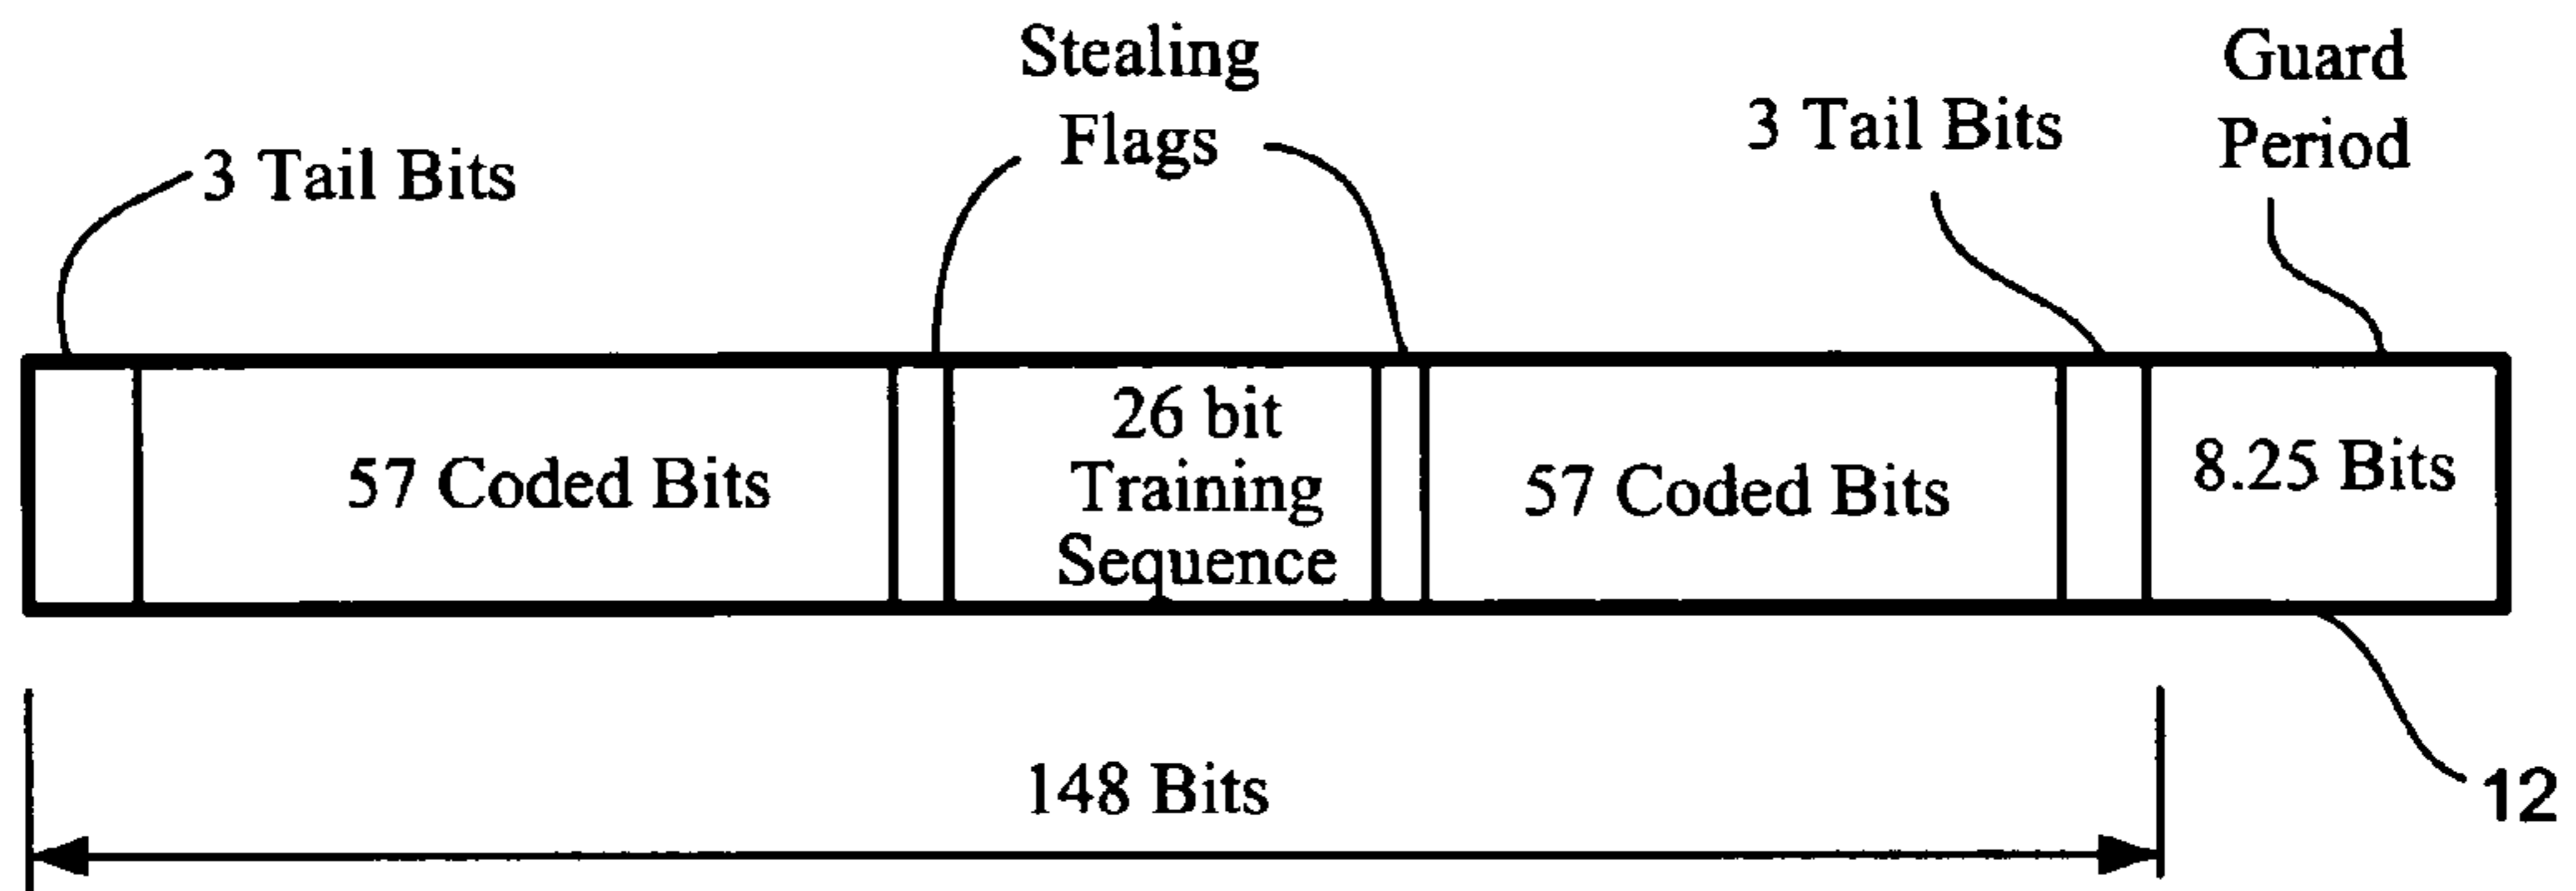 Stealing
Flags
Guard
Period
3 Tail Bits
3 Tail Bits
57 Coded Bits
26 bit
Training
Sequence
57 Coded Bits
8.25 Bits
148 Bits
12